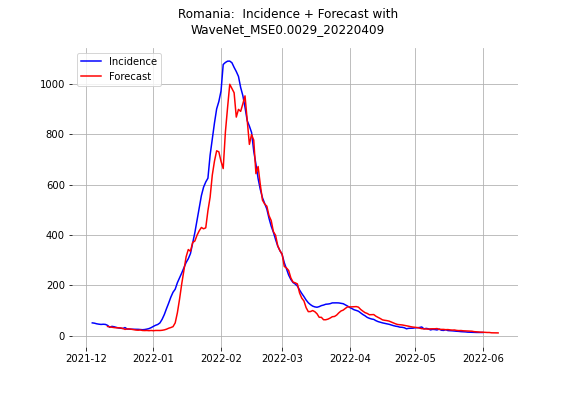 Romania:  Incidence + Forecast with
WaveNet_MSE0.0029_20220409
Incidence
Forecast
1000
800
600
400
200
0
2021-12 2022-01 2022-02 2022-03 2022-04 2022-05 2022-06